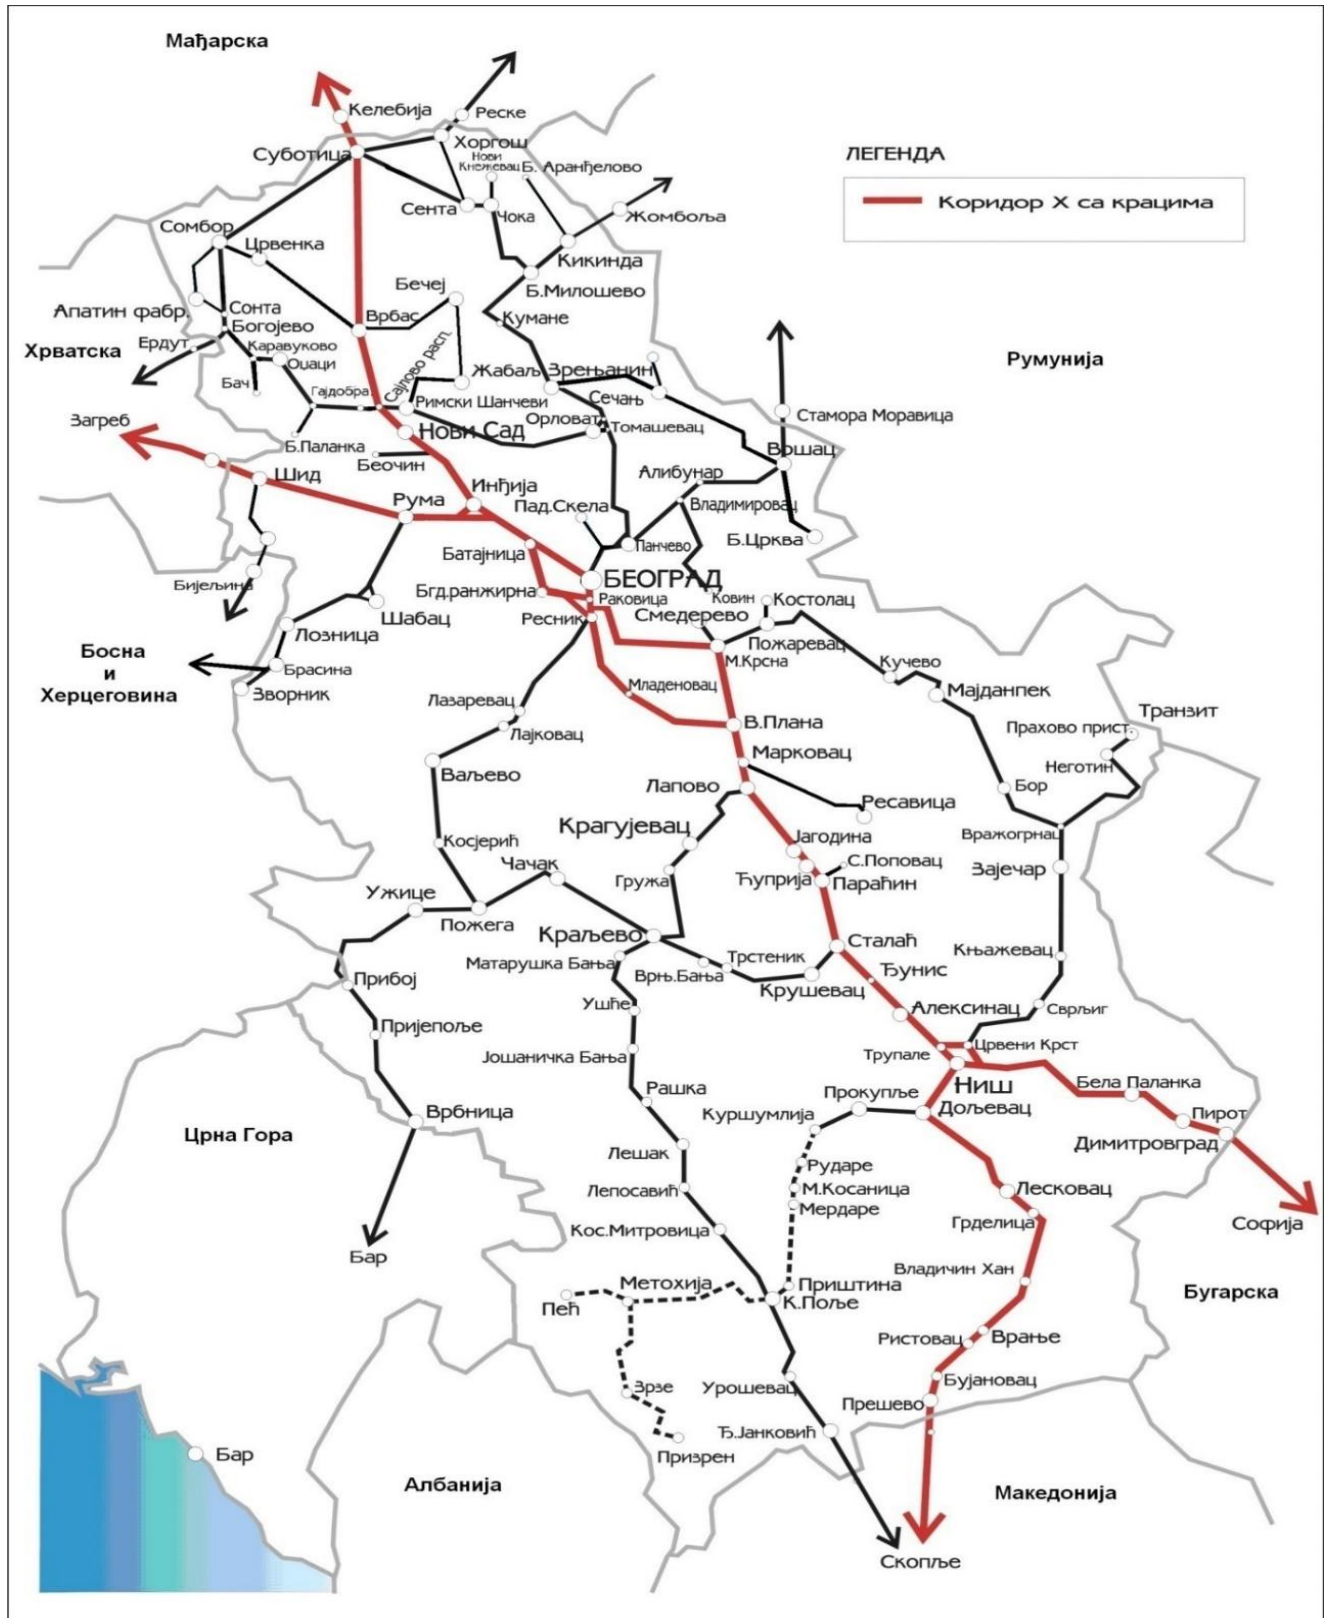 Мађарска
Келебија
Реске
Хоргош
Суботица
Нови
Кнежевац
Б. Аранђелово
ЛЕГЕНДА
Коридор X са крацима
Сента
Чока
Жомбоља
Сомбор
Црвенка
Кикинда
Бечеј
Б.Милошево
Апатин фабр.
Сонта
Врбас
Кумане
Богојево
Хрватска
Ердут
Каравуково
Оџаци
Сајлово расп.
Жабаљ
Зрењанин
Румунија
Бач
Гајдобра
Римски Шанчеви
Сечањ
Загреб
Орловат
Томашевац
Стамора Моравица
Нови Сад
Б.Паланка
Беочин
Вршац
Шид
Алибунар
Инђија
Рума
Пад.Скела
Владимировац
Панчево
Б.Црква
Батајница
БЕОГРАД
Бијељина
Бгд.ранжирна
Раковица
Ковин
Костолац
Шабац
Ресник
Смедерево
Лозница
Пожаревац
Босна
и
Херцеговина
М.Крсна
Кучево
Брасина
Зворник
Младеновац
Мајданпек
Лазаревац
Транзит
В.Плана
Прахово прист.
Лајковац
Марковац
Неготин
Ваљево
Лапово
Бор
Ресавица
Крагујевац
Јагодина
Вражогрнац
Косјерић
Чачак
С.Поповац
Гружа
Ћуприја
Параћин
Зајечар
Ужице
Пожега
Краљево
Сталаћ
Матарушка Бања
Трстеник
Врњ.Бања
Књажевац
Прибој
Крушевац
Ђунис
Ушће
Алексинац
Сврљиг
Пријепоље
Јошаничка Бања
Трупале
Црвени Крст
Рашка
Ниш
Бела Паланка
Прокупље
Врбница
Куршумлија
Дољевац
Пирот
Црна Гора
Димитровград
Лешак
Рударе
Лепосавић
М.Косаница
Лесковац
Мердаре
Грделица
Кос.Митровица
Софија
Бар
Владичин Хан
Метохија
Приштина
Бугарска
Пећ
К.Поље
Ристовац
Врање
Урошевац
Бујановац
Зрзе
Прешево
Ђ.Јанковић
Бар
Призрен
Албанија
Македонија
Скопље